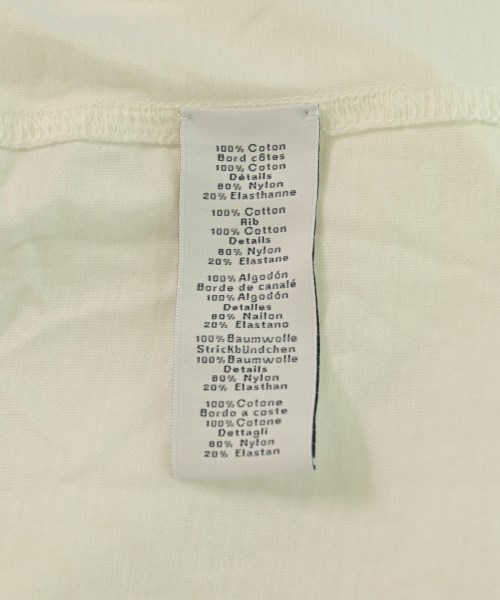 100% Coton
Bord côtes
100% Coton
Détails
80% Nylon
20% Elasthanne
100% Cotton
Rib
100% Cotton
Details
80% Nylon
20% Elastane
100% Algodón
Borde de canalé
100% Algodón
Detalles
80% Nailon
20% Elastano
100% Baumwolle
Strickbündchen
100% Baumwolle
Details
80% Nylon
20% Elasthan
100% Cotone
Bordo a coste
100% Cotone
Dettagli
80% Nylon
20% Elastan